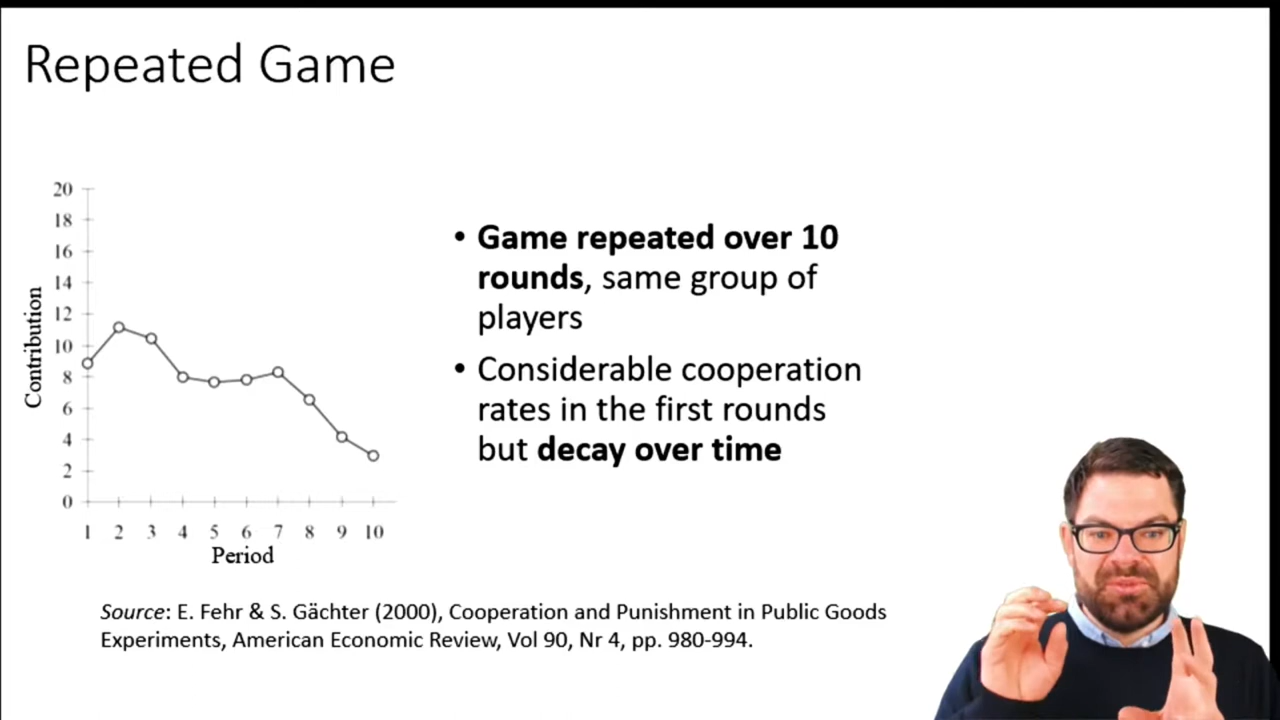 Repeated Game
20
18
16
14
12
10
8
6
4
2
0
Contribution
1 2 3 4 5 6 7 8 9 10
Period
• Game repeated over 10
rounds, same group of
players
• Considerable cooperation
rates in the first rounds
but decay over time
Source: E. Fehr & S. Gächter (2000), Cooperation and Punishment in Public Goods
Experiments, American Economic Review, Vol 90, Nr 4, pp. 980-994.